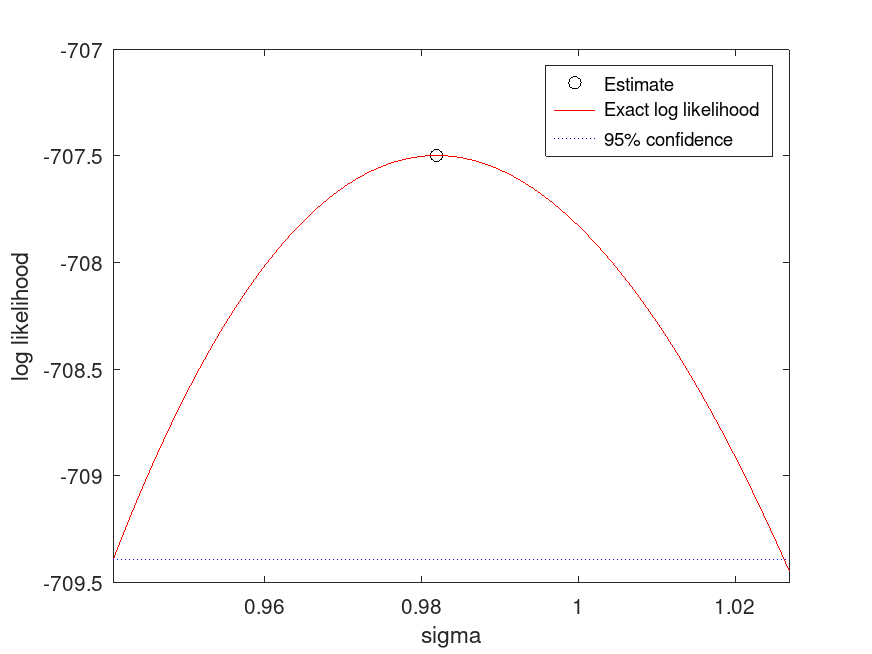 -707
-707.5
-708
-708.5
-709
-709.5
log likelihood
0.96
0.98
1
1.02
sigma
Estimate
Exact log likelihood
95% confidence